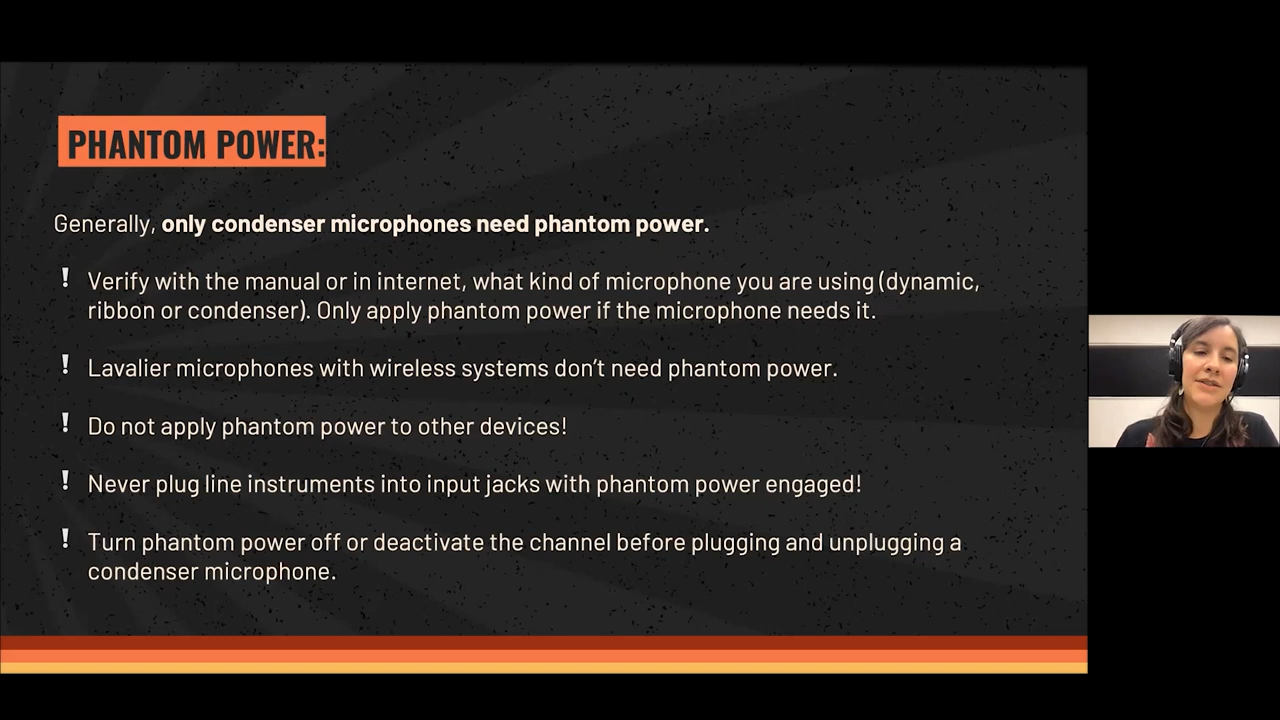 PHANTOM POWER:
Generally, only condenser microphones need phantom power.
! Verify with the manual or in internet, what kind of microphone you are using (dynamic,
ribbon or condenser). Only apply phantom power if the microphone needs it.
! Lavalier microphones with wireless systems don’t need phantom power.
! Do not apply phantom power to other devices!
! Never plug line instruments into input jacks with phantom power engaged!
! Turn phantom power off or deactivate the channel before plugging and unplugging a
condenser microphone.